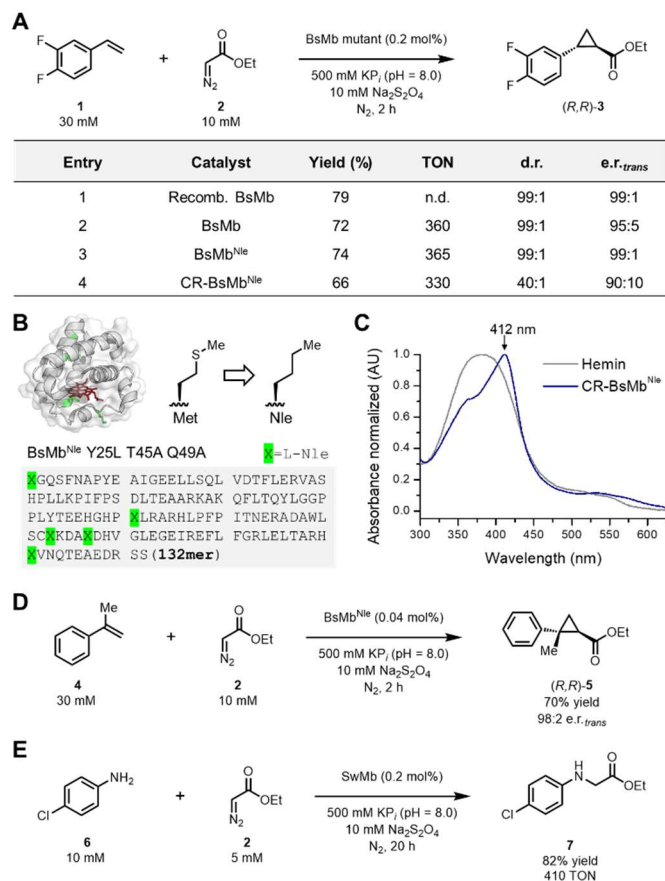 A
F
F
1
30 mM
+
O
OEt
N2
2
10 mM
BsMb mutant (0.2 mol%)
500 mM KPi (pH = 8.0)
10 mM Na2S2O4
N2, 2 h
F
F
OEt
O
(R,R)-3
Entry Catalyst Yield (%) TON d.r. e.r.trans
1 Recomb. BsMb 79 n.d. 99:1 99:1
2 BsMb 72 360 99:1 95:5
3 BsMbNle 74 365 99:1 99:1
4 CR-BsMbNle 66 330 40:1 90:10
B
S Me
Me
Met
Nle
BsMbNle Y25L T45A Q49A X=L-Nle
XGQSFNAPYE AIGEELLSQL VDTFLERVAS
HPLLKPIFPS DLTEAARKAK QFLTQYLGGP
PLYTEEHGHP XLRARHLPFP ITNERADAWL
SCXKDAXDHV GLEGEIREFL FGRLELTARH
XVNQTEAEDR SS(132mer)
C
412 nm
Hemin
CR-BsMbNle
Absorbance normalized (AU)
1.0
0.8
0.6
0.4
0.2
0.0
300 350 400 450 500 550 600
Wavelength (nm)
D
Me
4
30 mM
+
O
OEt
N2
2
10 mM
BsMbNle (0.04 mol%)
500 mM KPi (pH = 8.0)
10 mM Na2S2O4
N2, 2 h
Me
OEt
O
(R,R)-5
70% yield
98:2 e.r.trans
E
NH2
Cl
6
10 mM
+
O
OEt
N2
2
5 mM
SwMb (0.2 mol%)
500 mM KPi (pH = 8.0)
10 mM Na2S2O4
N2, 20 h
H
N
O
OEt
Cl
7
82% yield
410 TON